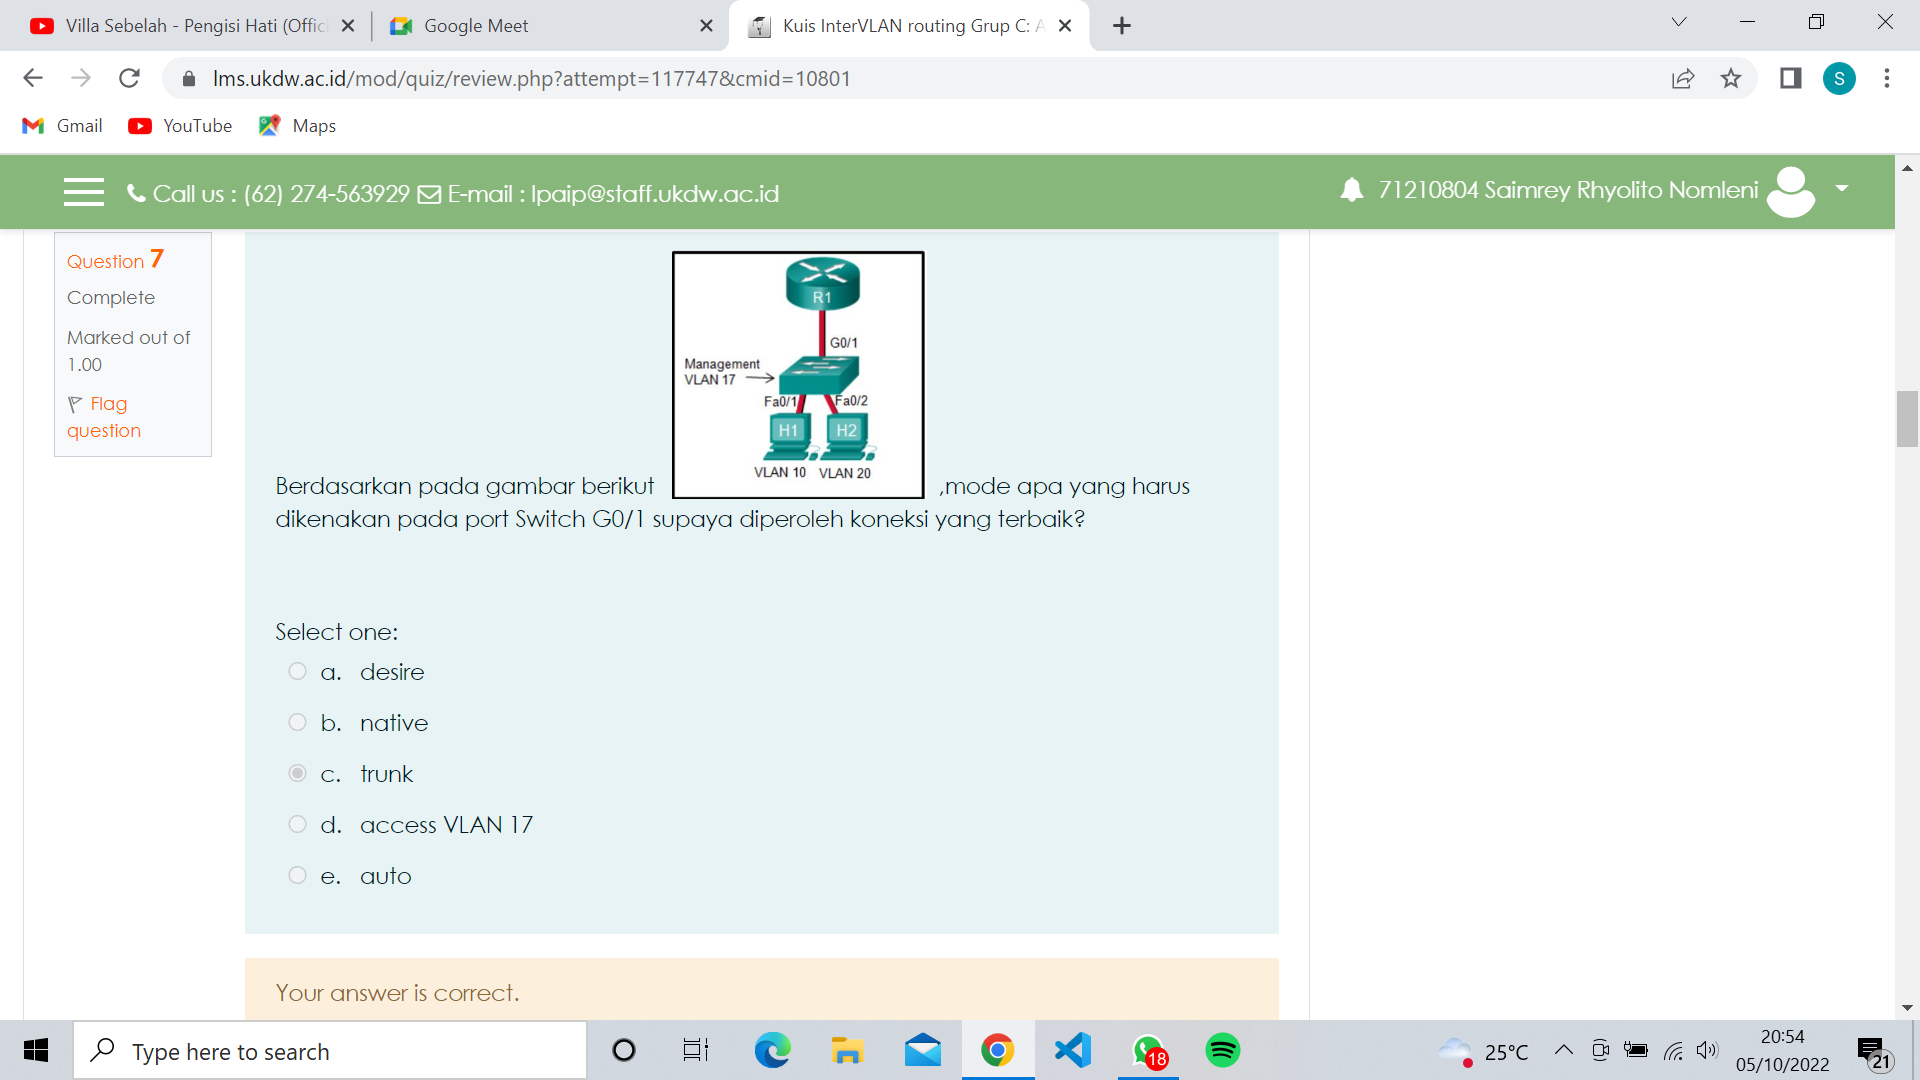 Villa Sebelah - Pengisi Hati (Offici
Google Meet
Kuis InterVLAN routing Grup C: A
lms.ukdw.ac.id/mod/quiz/review.php?attempt=117747&cmid=10801
S
Gmail
YouTube
Maps
Call us : (62) 274-563929
E-mail : lpaip@staff.ukdw.ac.id
71210804 Saimrey Rhyolito Nomleni
Question 7
Complete
Marked out of
1.00
Flag
question
R1
G0/1
Management
VLAN 17
Fa0/1
Fa0/2
H1
H2
VLAN 10
VLAN 20
Berdasarkan pada gambar berikut ,mode apa yang harus
dikenakan pada port Switch G0/1 supaya diperoleh koneksi yang terbaik?
Select one:
a. desire
b. native
c. trunk
d. access VLAN 17
e. auto
Your answer is correct.
Type here to search
18
25°C
20:54
05/10/2022
21